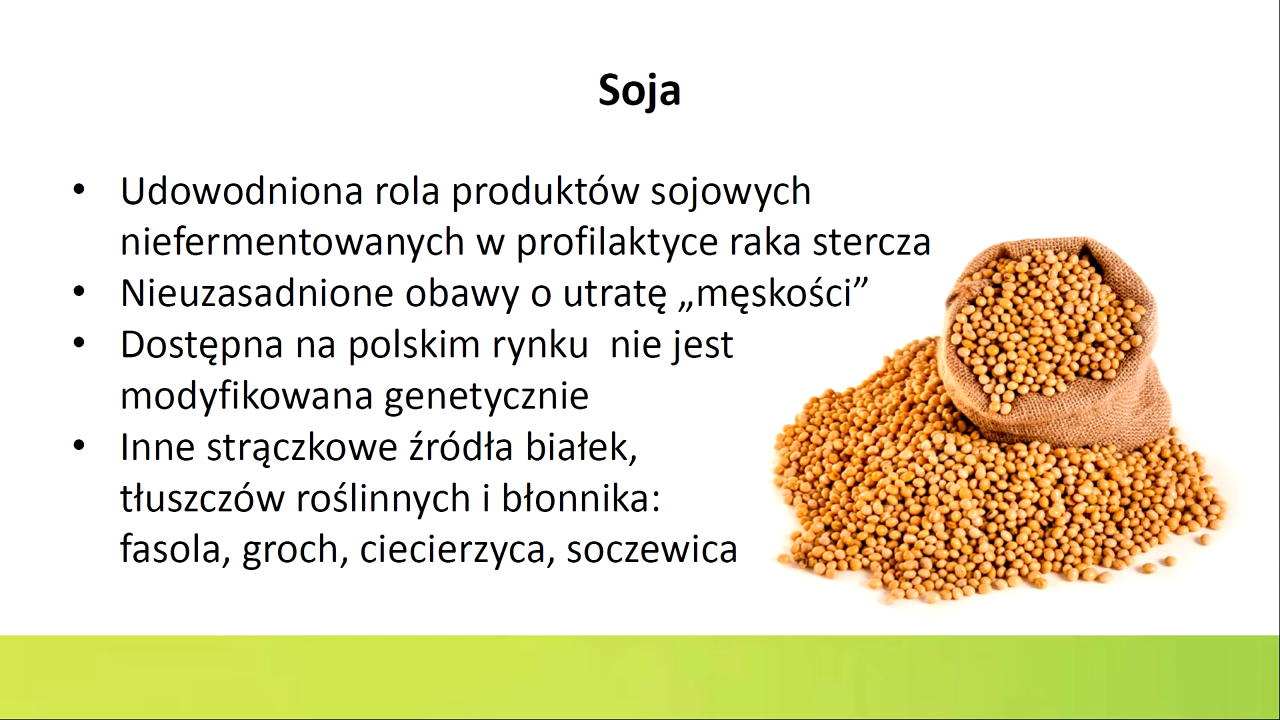 Soja
• Udowodniona rola produktów sojowych
niefermentowanych w profilaktyce raka stercza
• Nieuzasadnione obawy o utratę „męskości”
• Dostępna na polskim rynku  nie jest
modyfikowana genetycznie
• Inne strączkowe źródła białek,
tłuszczów roślinnych i błonnika:
fasola, groch, ciecierzyca, soczewica